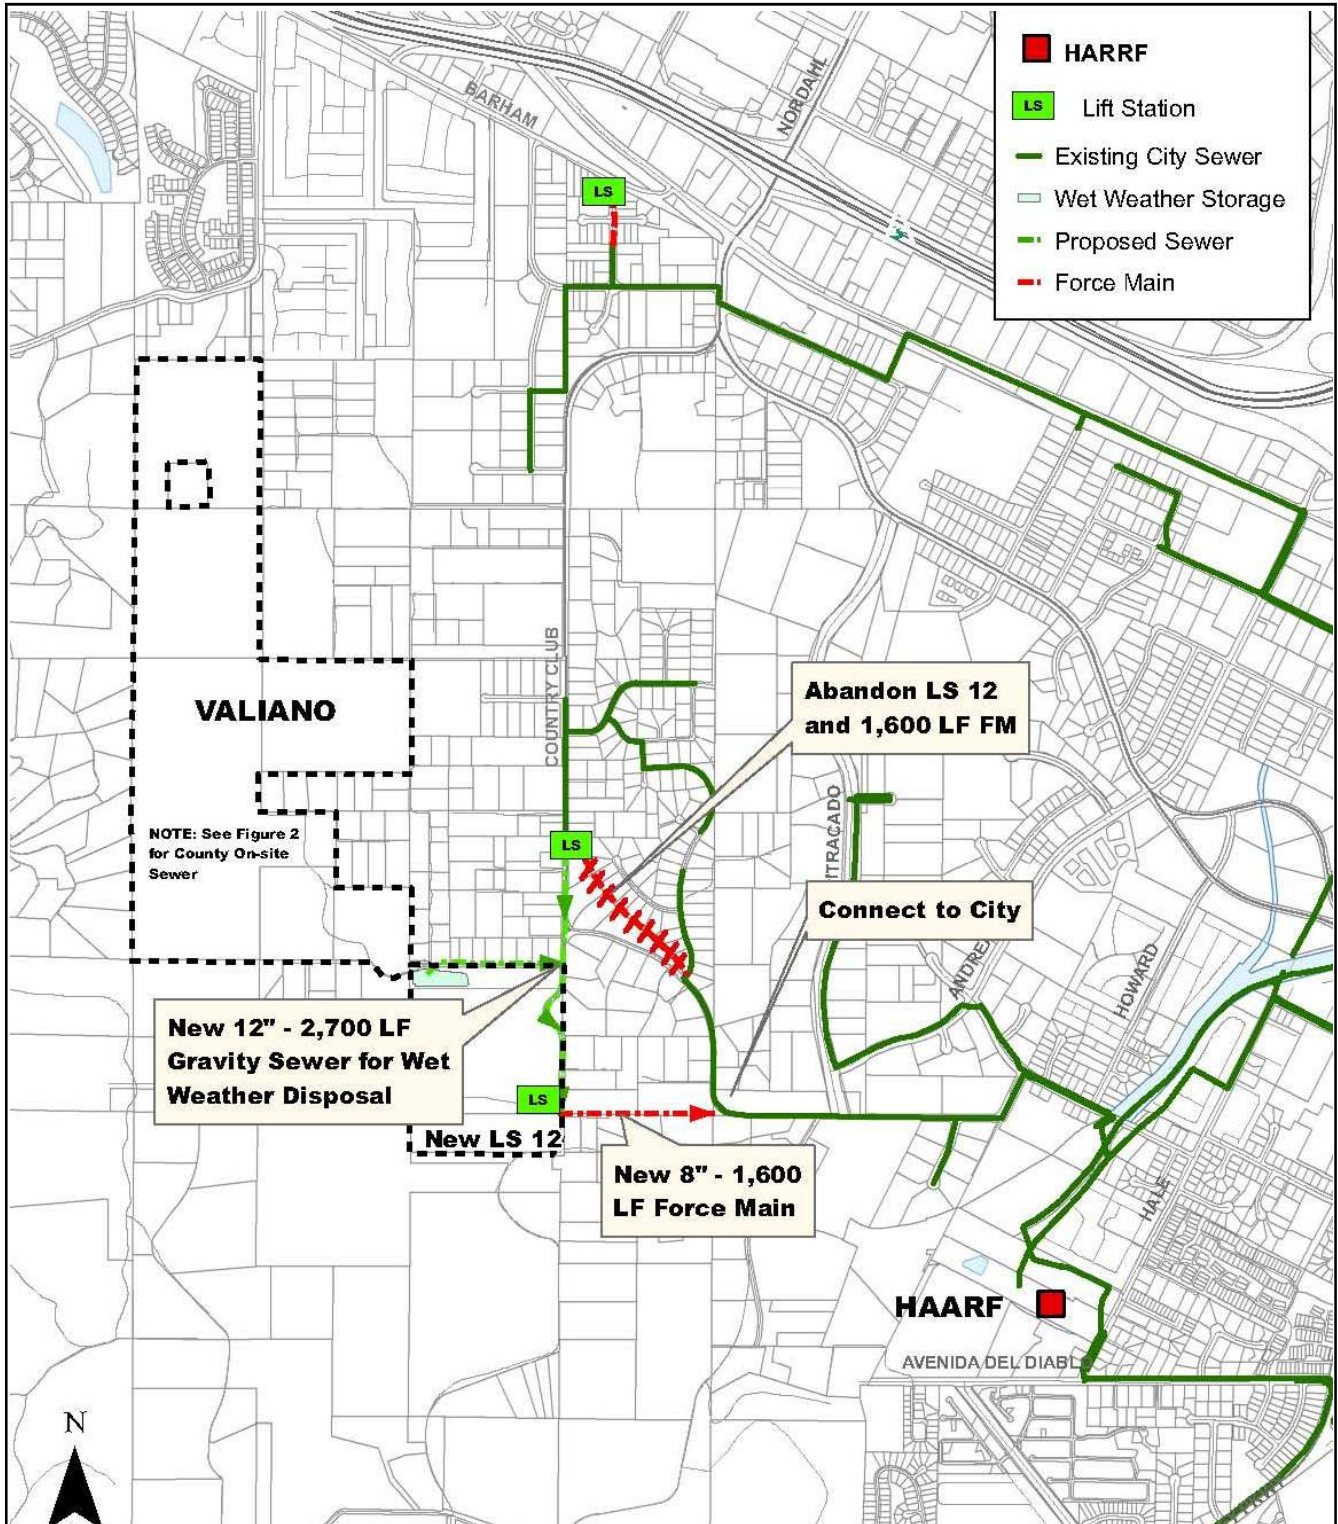 HARRF
LS Lift Station
Existing City Sewer
Wet Weather Storage
Proposed Sewer
Force Main
BARHAM
NORDAHL
LS
COUNTRY CLUB
VALIANO
Abandon LS 12
and 1,600 LF FM
NOTE: See Figure 2
for County On-site
Sewer
LS
Connect to City
HOWARD
New 12" - 2,700 LF
Gravity Sewer for Wet
Weather Disposal
LS
New LS 12
New 8" - 1,600
LF Force Main
HALE
HAARF
AVENIDA DEL DIABLO
N